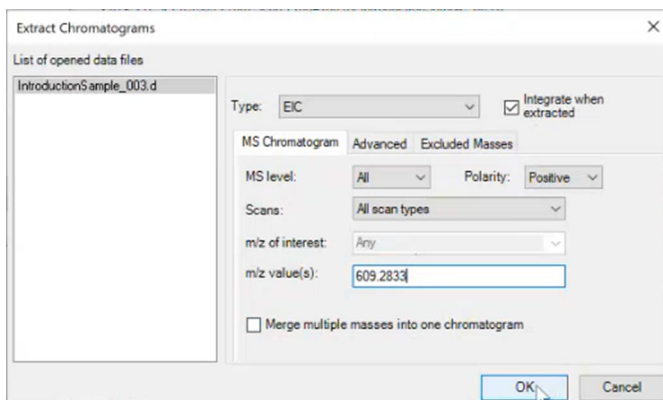 Extract Chromatograms
List of opened data files
IntroductionSample_003.d
Type: EIC
Integrate when
extracted
MS Chromatogram Advanced Excluded Masses
MS level: All Polarity: Positive
Scans: All scan types
m/z of interest: Any
m/z value(s): 609.2833
Merge multiple masses into one chromatogram
OK Cancel